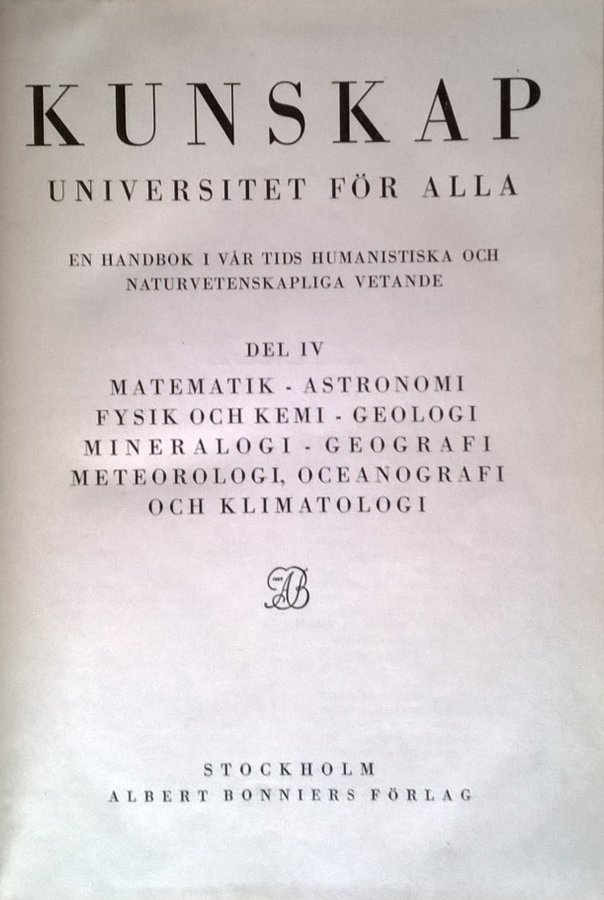 KUNSKAP
UNIVERSITET FÖR ALLA
EN HANDBOK I VÅR TIDS HUMANISTISKA OCH
NATURVETENSKAPLIGA VETANDE
DEL IV
MATEMATIK - ASTRONOMI
FYSIK OCH KEMI - GEOLOGI
MINERALOGI - GEOGRAFI
METEOROLOGI, OCEANOGRAFI
OCH KLIMATOLOGI
AB
STOCKHOLM
ALBERT BONNIERS FÖRLAG